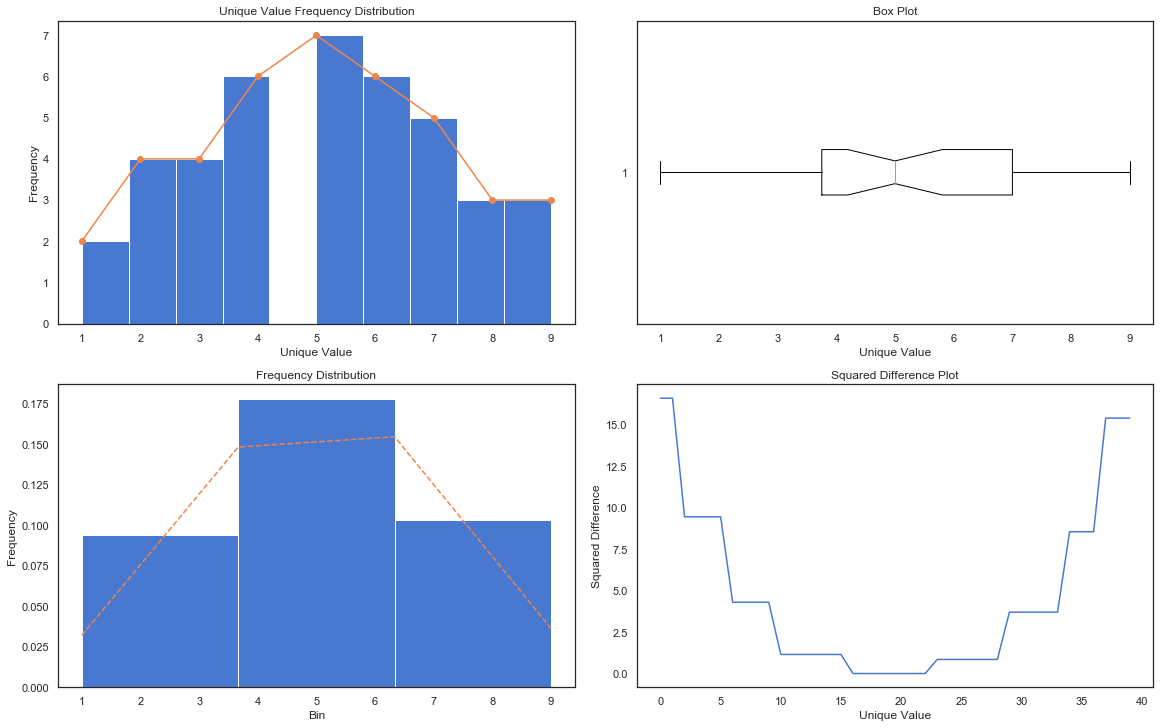 Unique Value Frequency Distribution
7
6
5
4
3
2
1
0
Frequency
1 2 3 4 5 6 7 8 9
Unique Value
Box Plot
1
1 2 3 4 5 6 7 8 9
Unique Value
Frequency Distribution
0.175
0.150
0.125
0.100
0.075
0.050
0.025
0.000
Frequency
1 2 3 4 5 6 7 8 9
Bin
Squared Difference Plot
15.0
12.5
10.0
7.5
5.0
2.5
0.0
Squared Difference
0 5 10 15 20 25 30 35 40
Unique Value